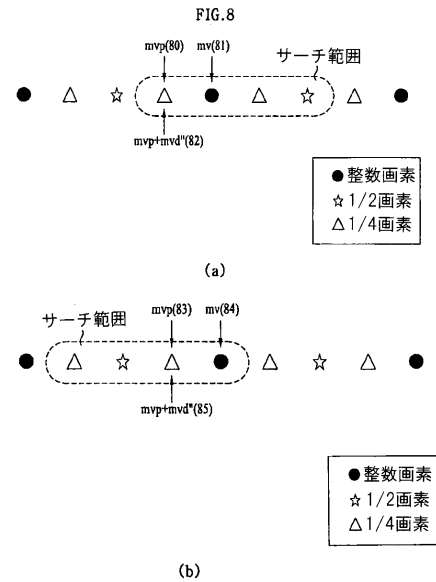 FIG.8
mvp(80) mv(81) サーチ範囲
mvp+mvd"(82)
●整数画素
☆1/2画素
△1/4画素
(a)
サーチ範囲 mvp(83) mv(84)
mvp+mvd"(85)
●整数画素
☆1/2画素
△1/4画素
(b)